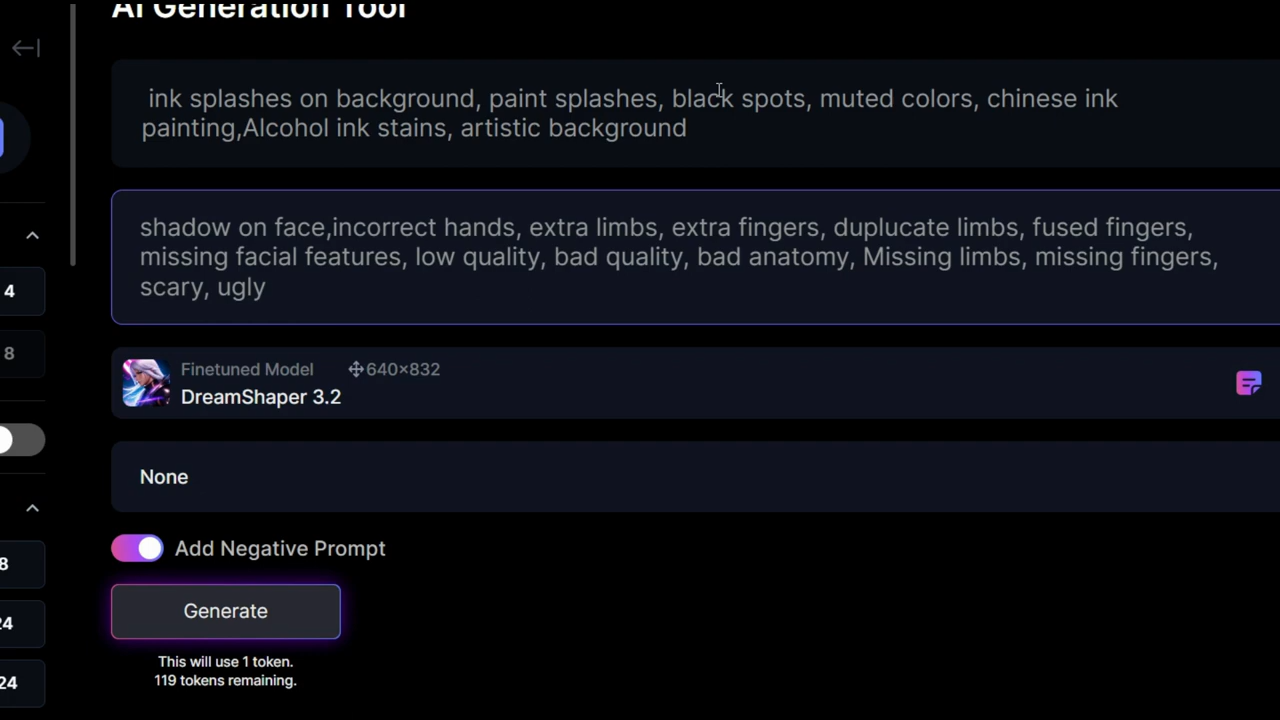 AI Generation Tool
ink splashes on background, paint splashes, black spots, muted colors, chinese ink
painting,Alcohol ink stains, artistic background
shadow on face,incorrect hands, extra limbs, extra fingers, duplucate limbs, fused fingers,
missing facial features, low quality, bad quality, bad anatomy, Missing limbs, missing fingers,
scary, ugly
4
8
Finetuned Model 640×832
DreamShaper 3.2
None
Add Negative Prompt
8
Generate
24
This will use 1 token.
119 tokens remaining.
24